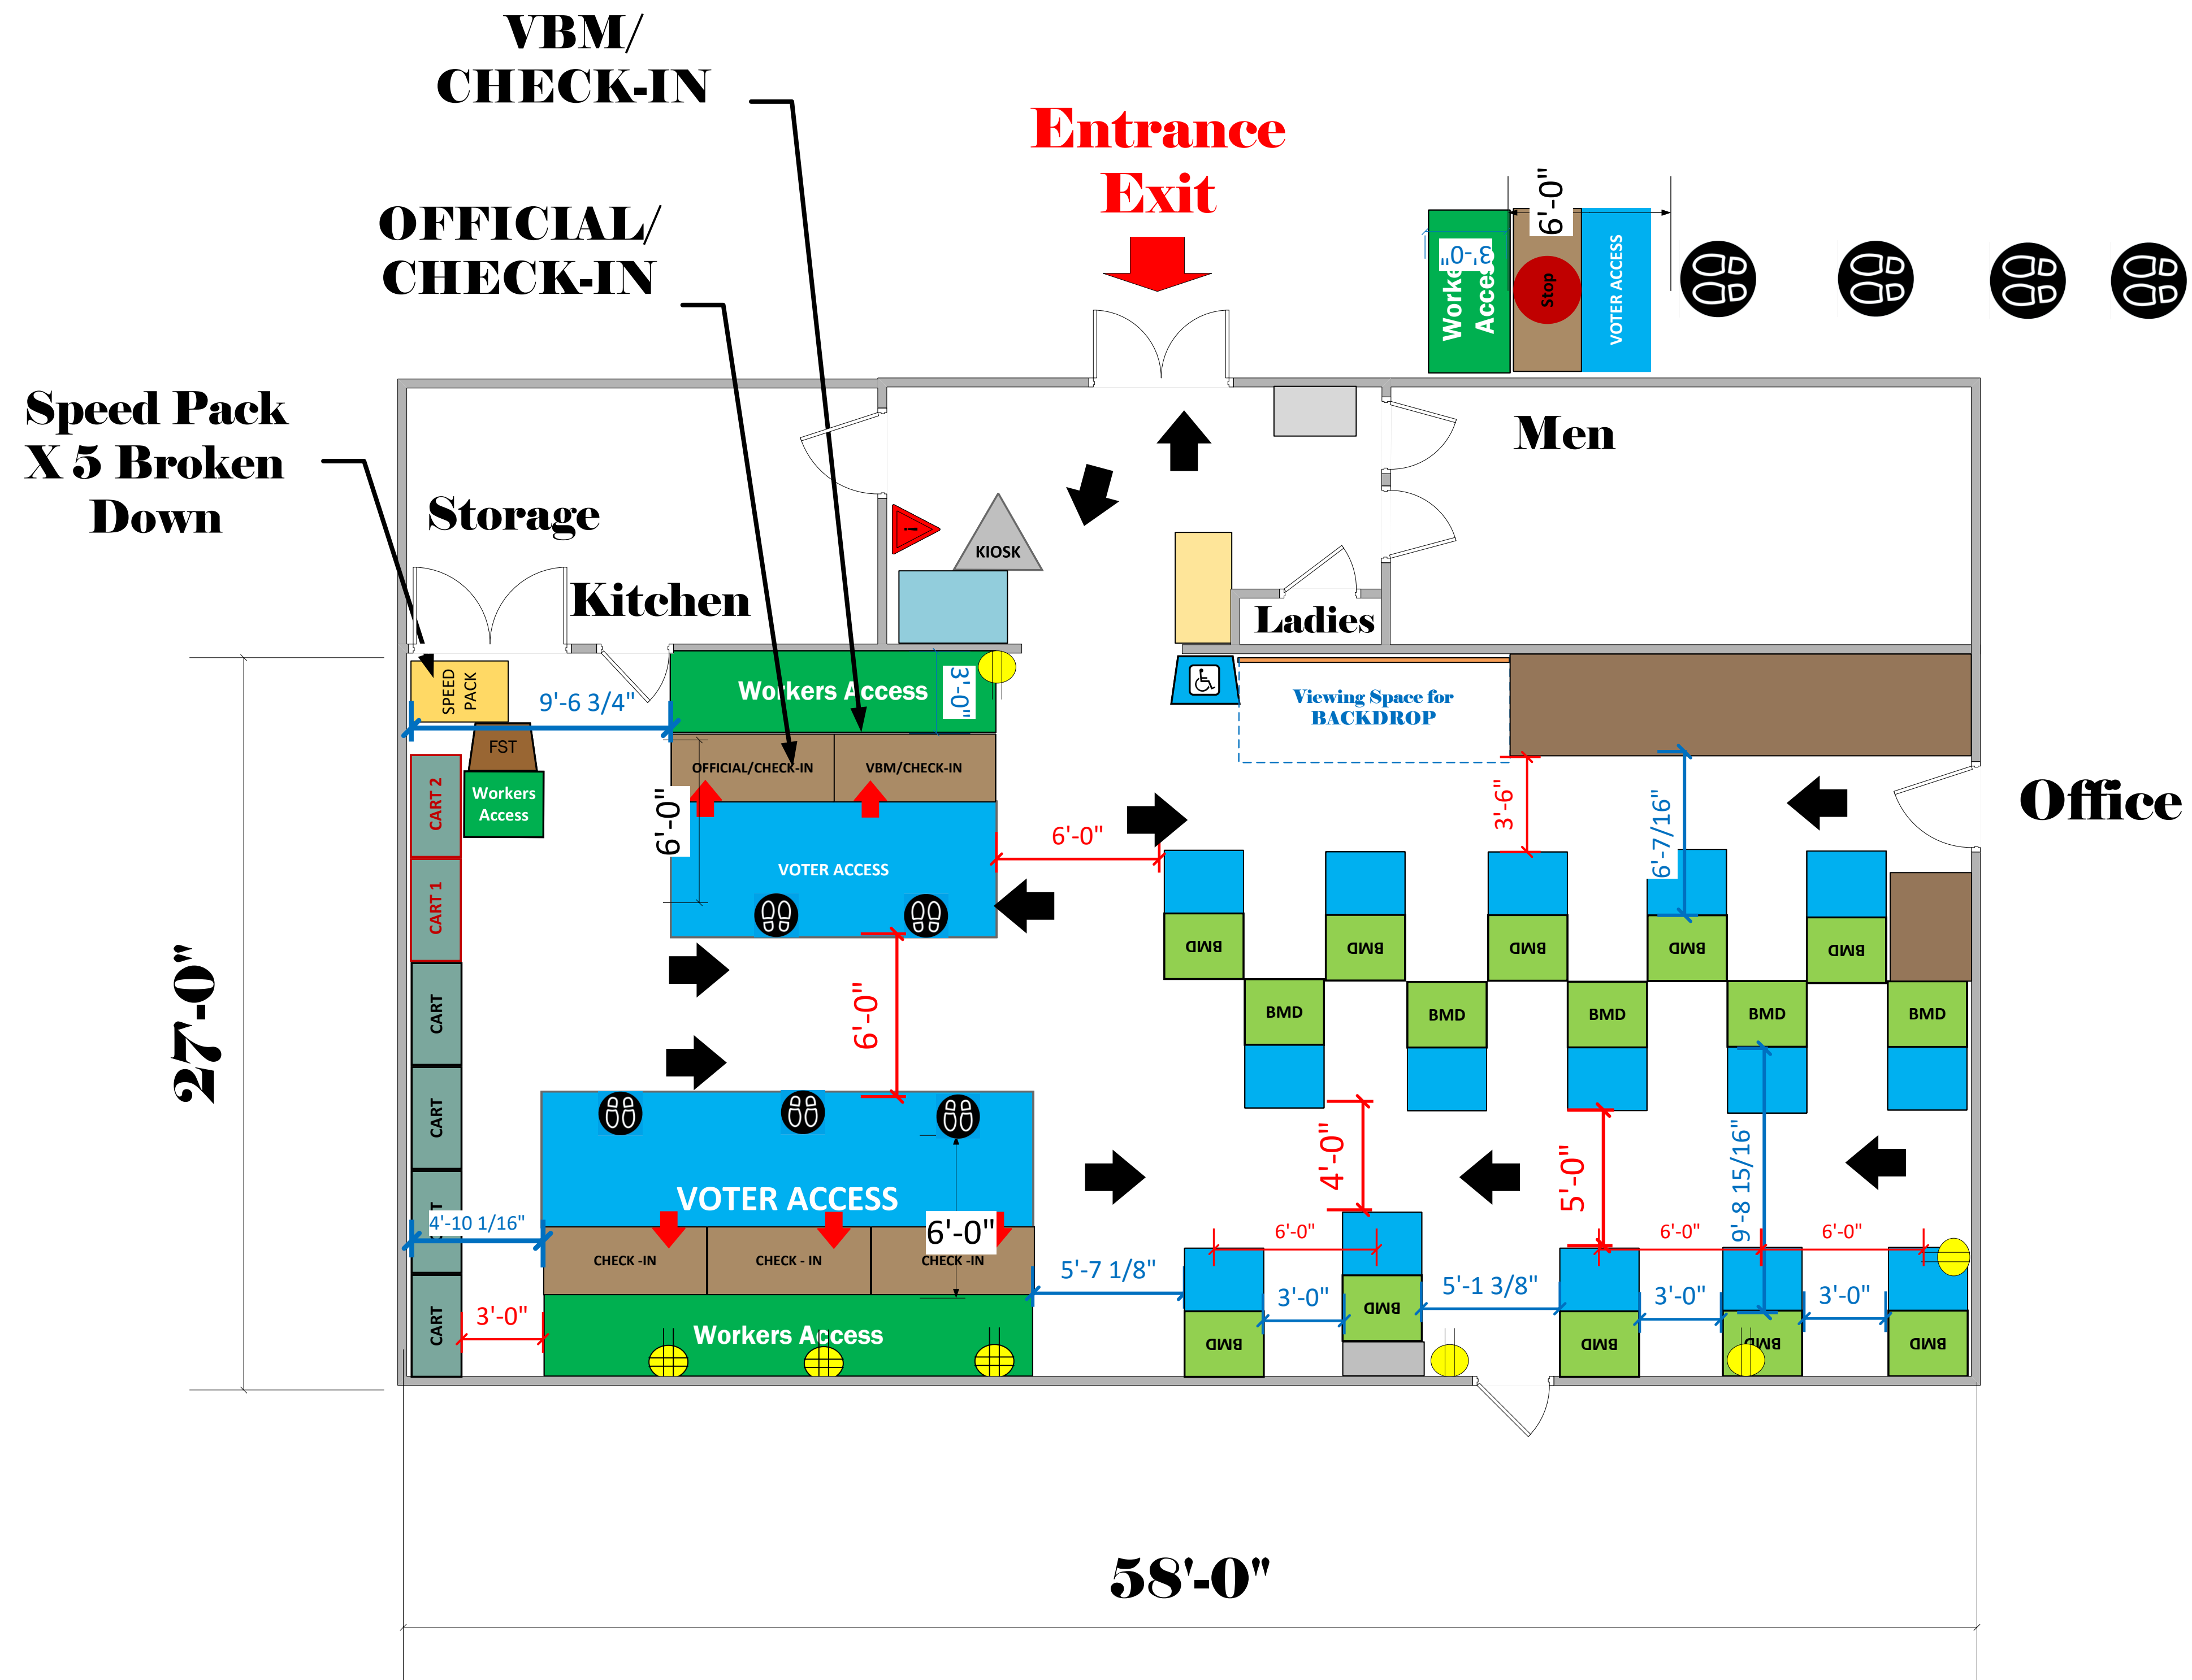 VBM/
CHECK-IN
Entrance
Exit
OFFICIAL/
CHECK-IN
6'-0"
3'-0"
Stop
VOTER ACCESS
Speed Pack
X 5 Broken
Down
Men
Storage
KIOSK
Kitchen
Ladies
SPEED
PACK
9'-6 3/4"
Workers Access
3'-0"
Viewing Space for
BACKDROP
FST
OFFICIAL/CHECK-IN
VBM/CHECK-IN
CART 2
Workers
Access
6'-0"
3'-6"
6'-7/16"
Office
6'-0"
VOTER ACCESS
CART 1
BMD
BMD
BMD
BMD
BMD
27'-0"
CART
6'-0"
BMD
BMD
BMD
BMD
BMD
CART
4'-0"
5'-0"
9'-8 15/16"
VOTER ACCESS
4'-10 1/16"
6'-0"
6'-0"
6'-0"
6'-0"
CHECK -IN
CHECK - IN
CHECK -IN
5'-7 1/8"
3'-0"
5'-1 3/8"
3'-0"
3'-0"
CART
3'-0"
Workers Access
BMD
BMD
BMD
BMD
BMD
58'-0"